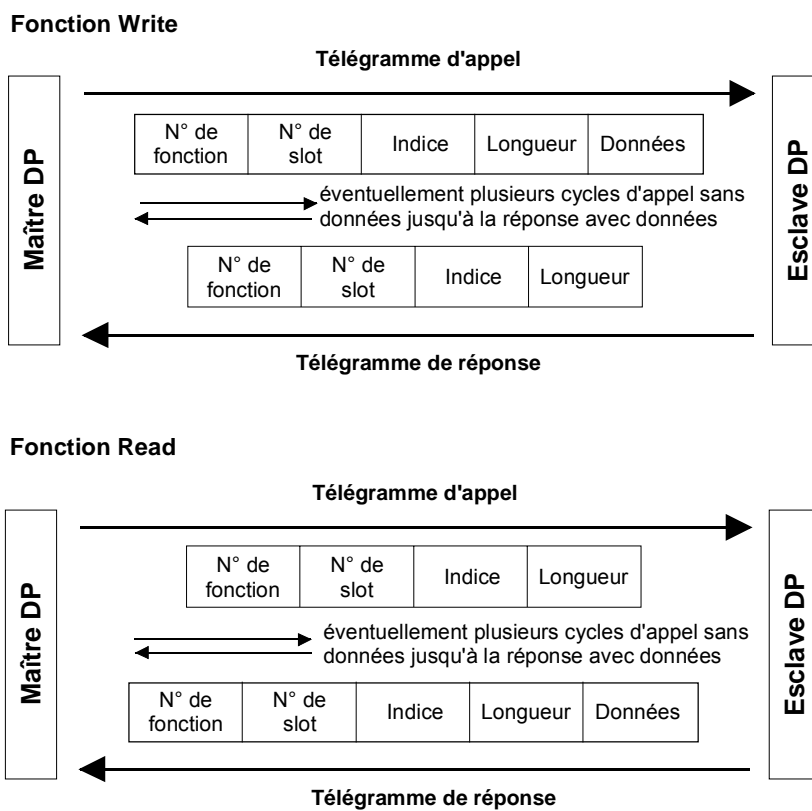 Fonction Write
Télégramme d'appel
Maître DP
Esclave DP
N° de fonction
N° de slot
Indice
Longueur
Données
éventuellement plusieurs cycles d'appel sans
données jusqu'à la réponse avec données
N° de fonction
N° de slot
Indice
Longueur
Télégramme de réponse
Fonction Read
Télégramme d'appel
Maître DP
Esclave DP
N° de fonction
N° de slot
Indice
Longueur
éventuellement plusieurs cycles d'appel sans
données jusqu'à la réponse avec données
N° de fonction
N° de slot
Indice
Longueur
Données
Télégramme de réponse